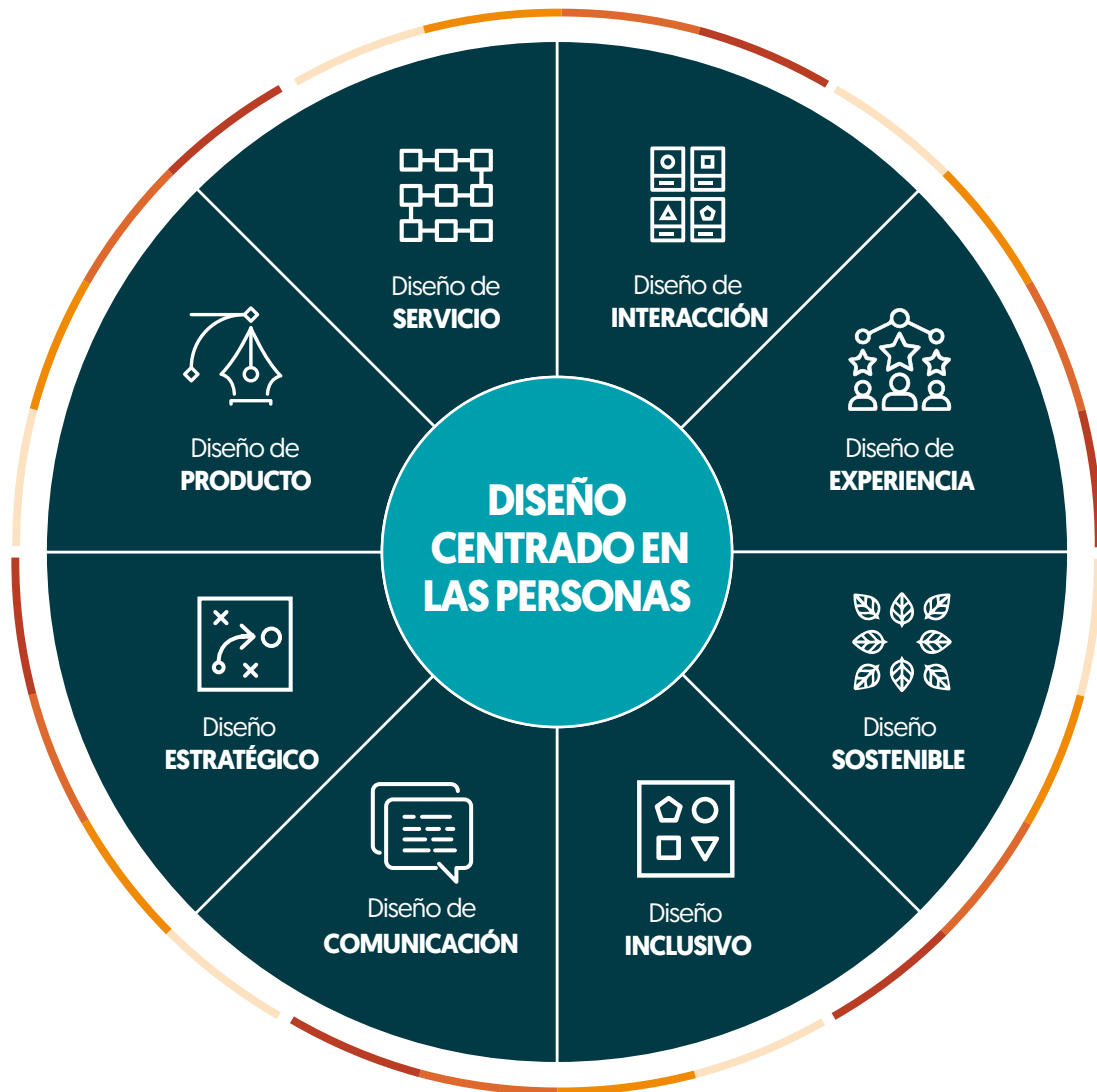 Diseño de
SERVICIO
Diseño de
INTERACCIÓN
Diseño de
PRODUCTO
Diseño de
EXPERIENCIA
DISEÑO
CENTRADO EN
LAS PERSONAS
Diseño
ESTRATÉGICO
Diseño
SOSTENIBLE
Diseño de
COMUNICACIÓN
Diseño
INCLUSIVO